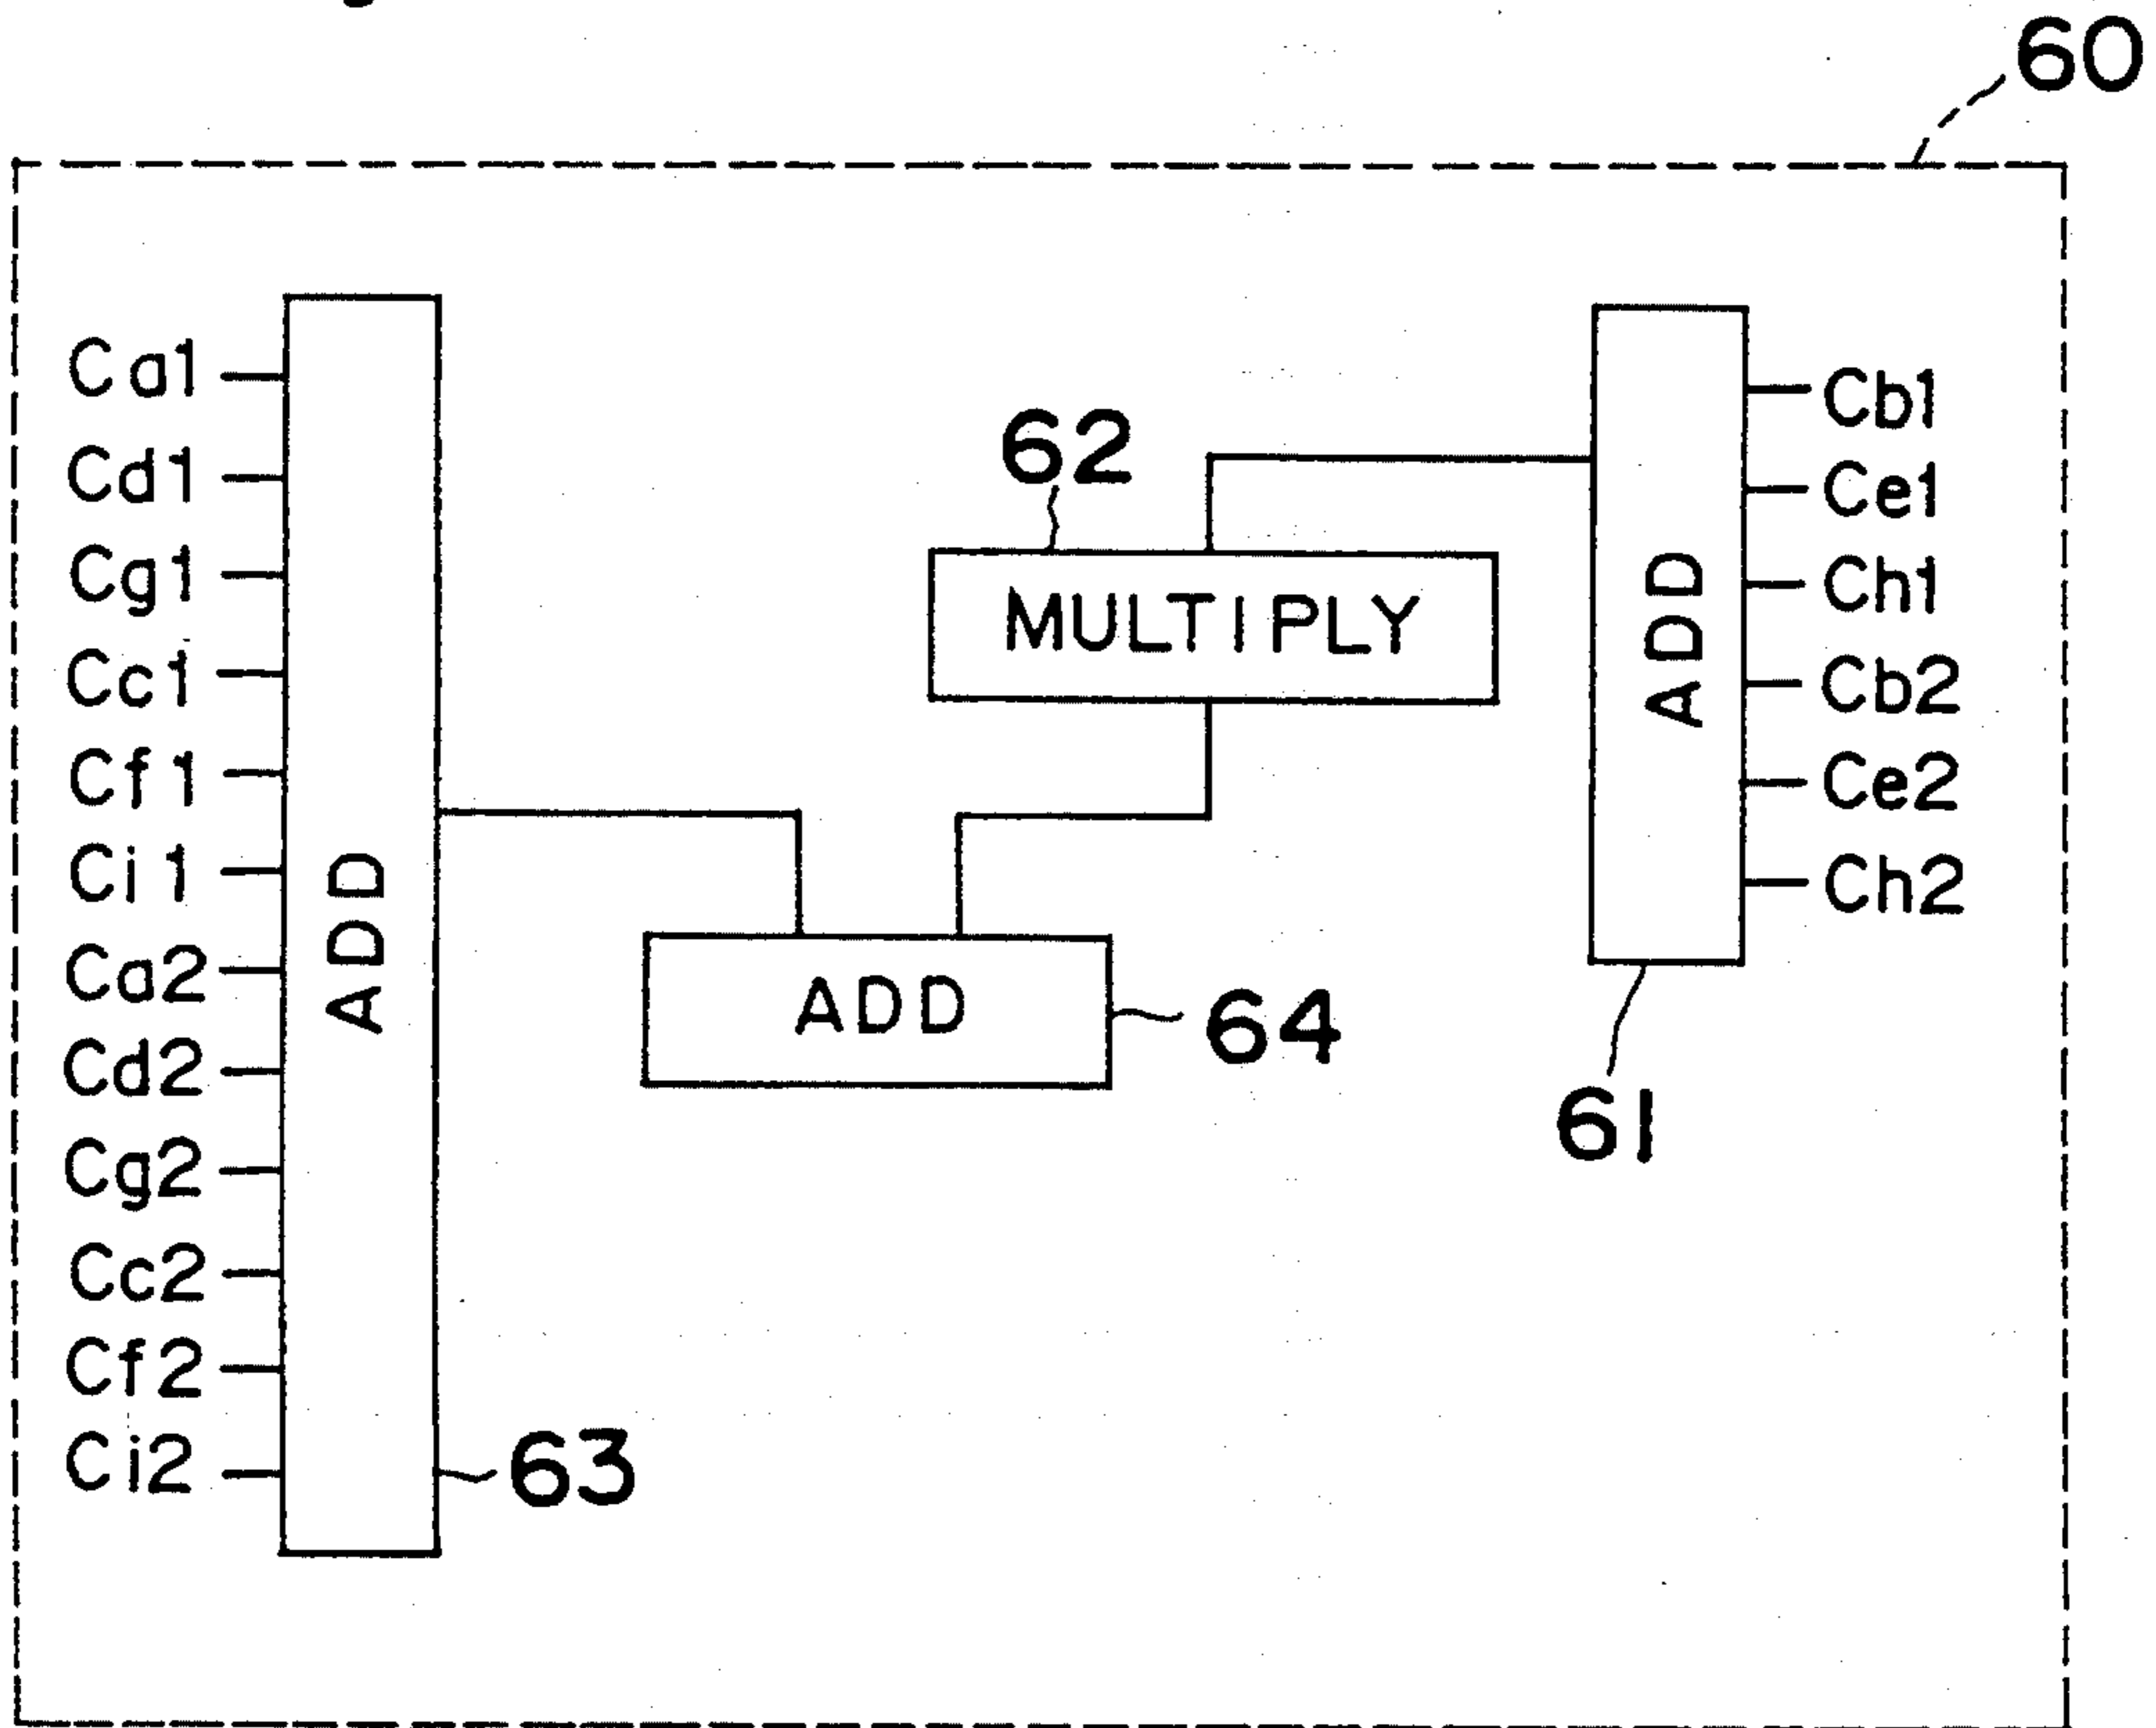 60
Ca1
Cd1
Cg1
Cc1
Cf1
Ci1
Ca2
Cd2
Cg2
Cc2
Cf2
Ci2
ADD
63
62
MULTIPLY
ADD
64
ADD
61
Cb1
Ce1
Ch1
Cb2
Ce2
Ch2